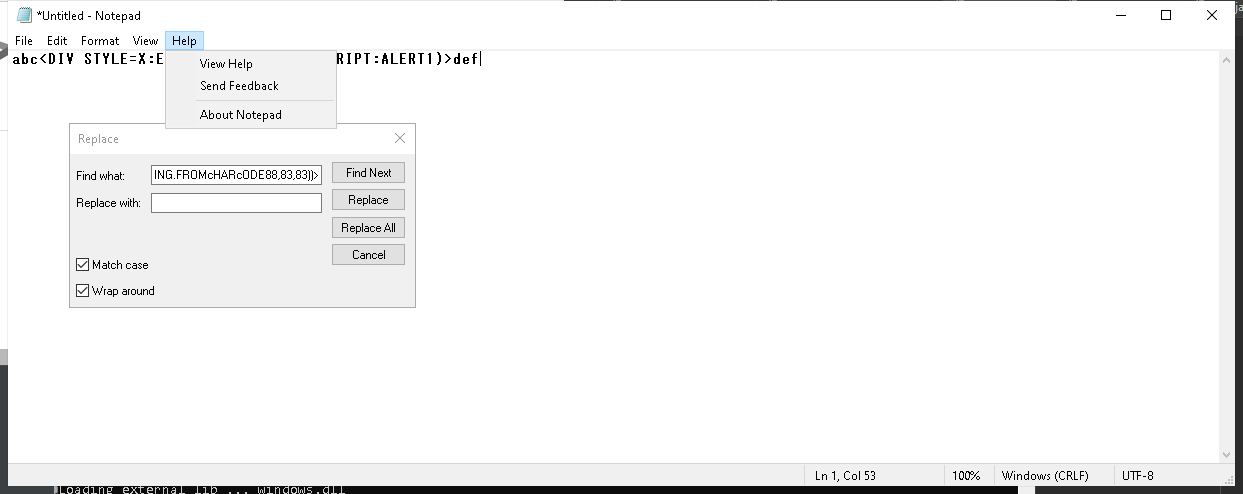 *Untitled - Notepad
File Edit Format View Help
abc<DIV STYLE=X:E RIPT:ALERT1)>def
View Help
Send Feedback
About Notepad
Replace
Find what: ING.FROMcHARcODE88,83,83))> Find Next
Replace with: Replace
Replace All
Cancel
Match case
Wrap around
Ln 1, Col 53 100% Windows (CRLF) UTF-8
Loading external lib ... windows.dll